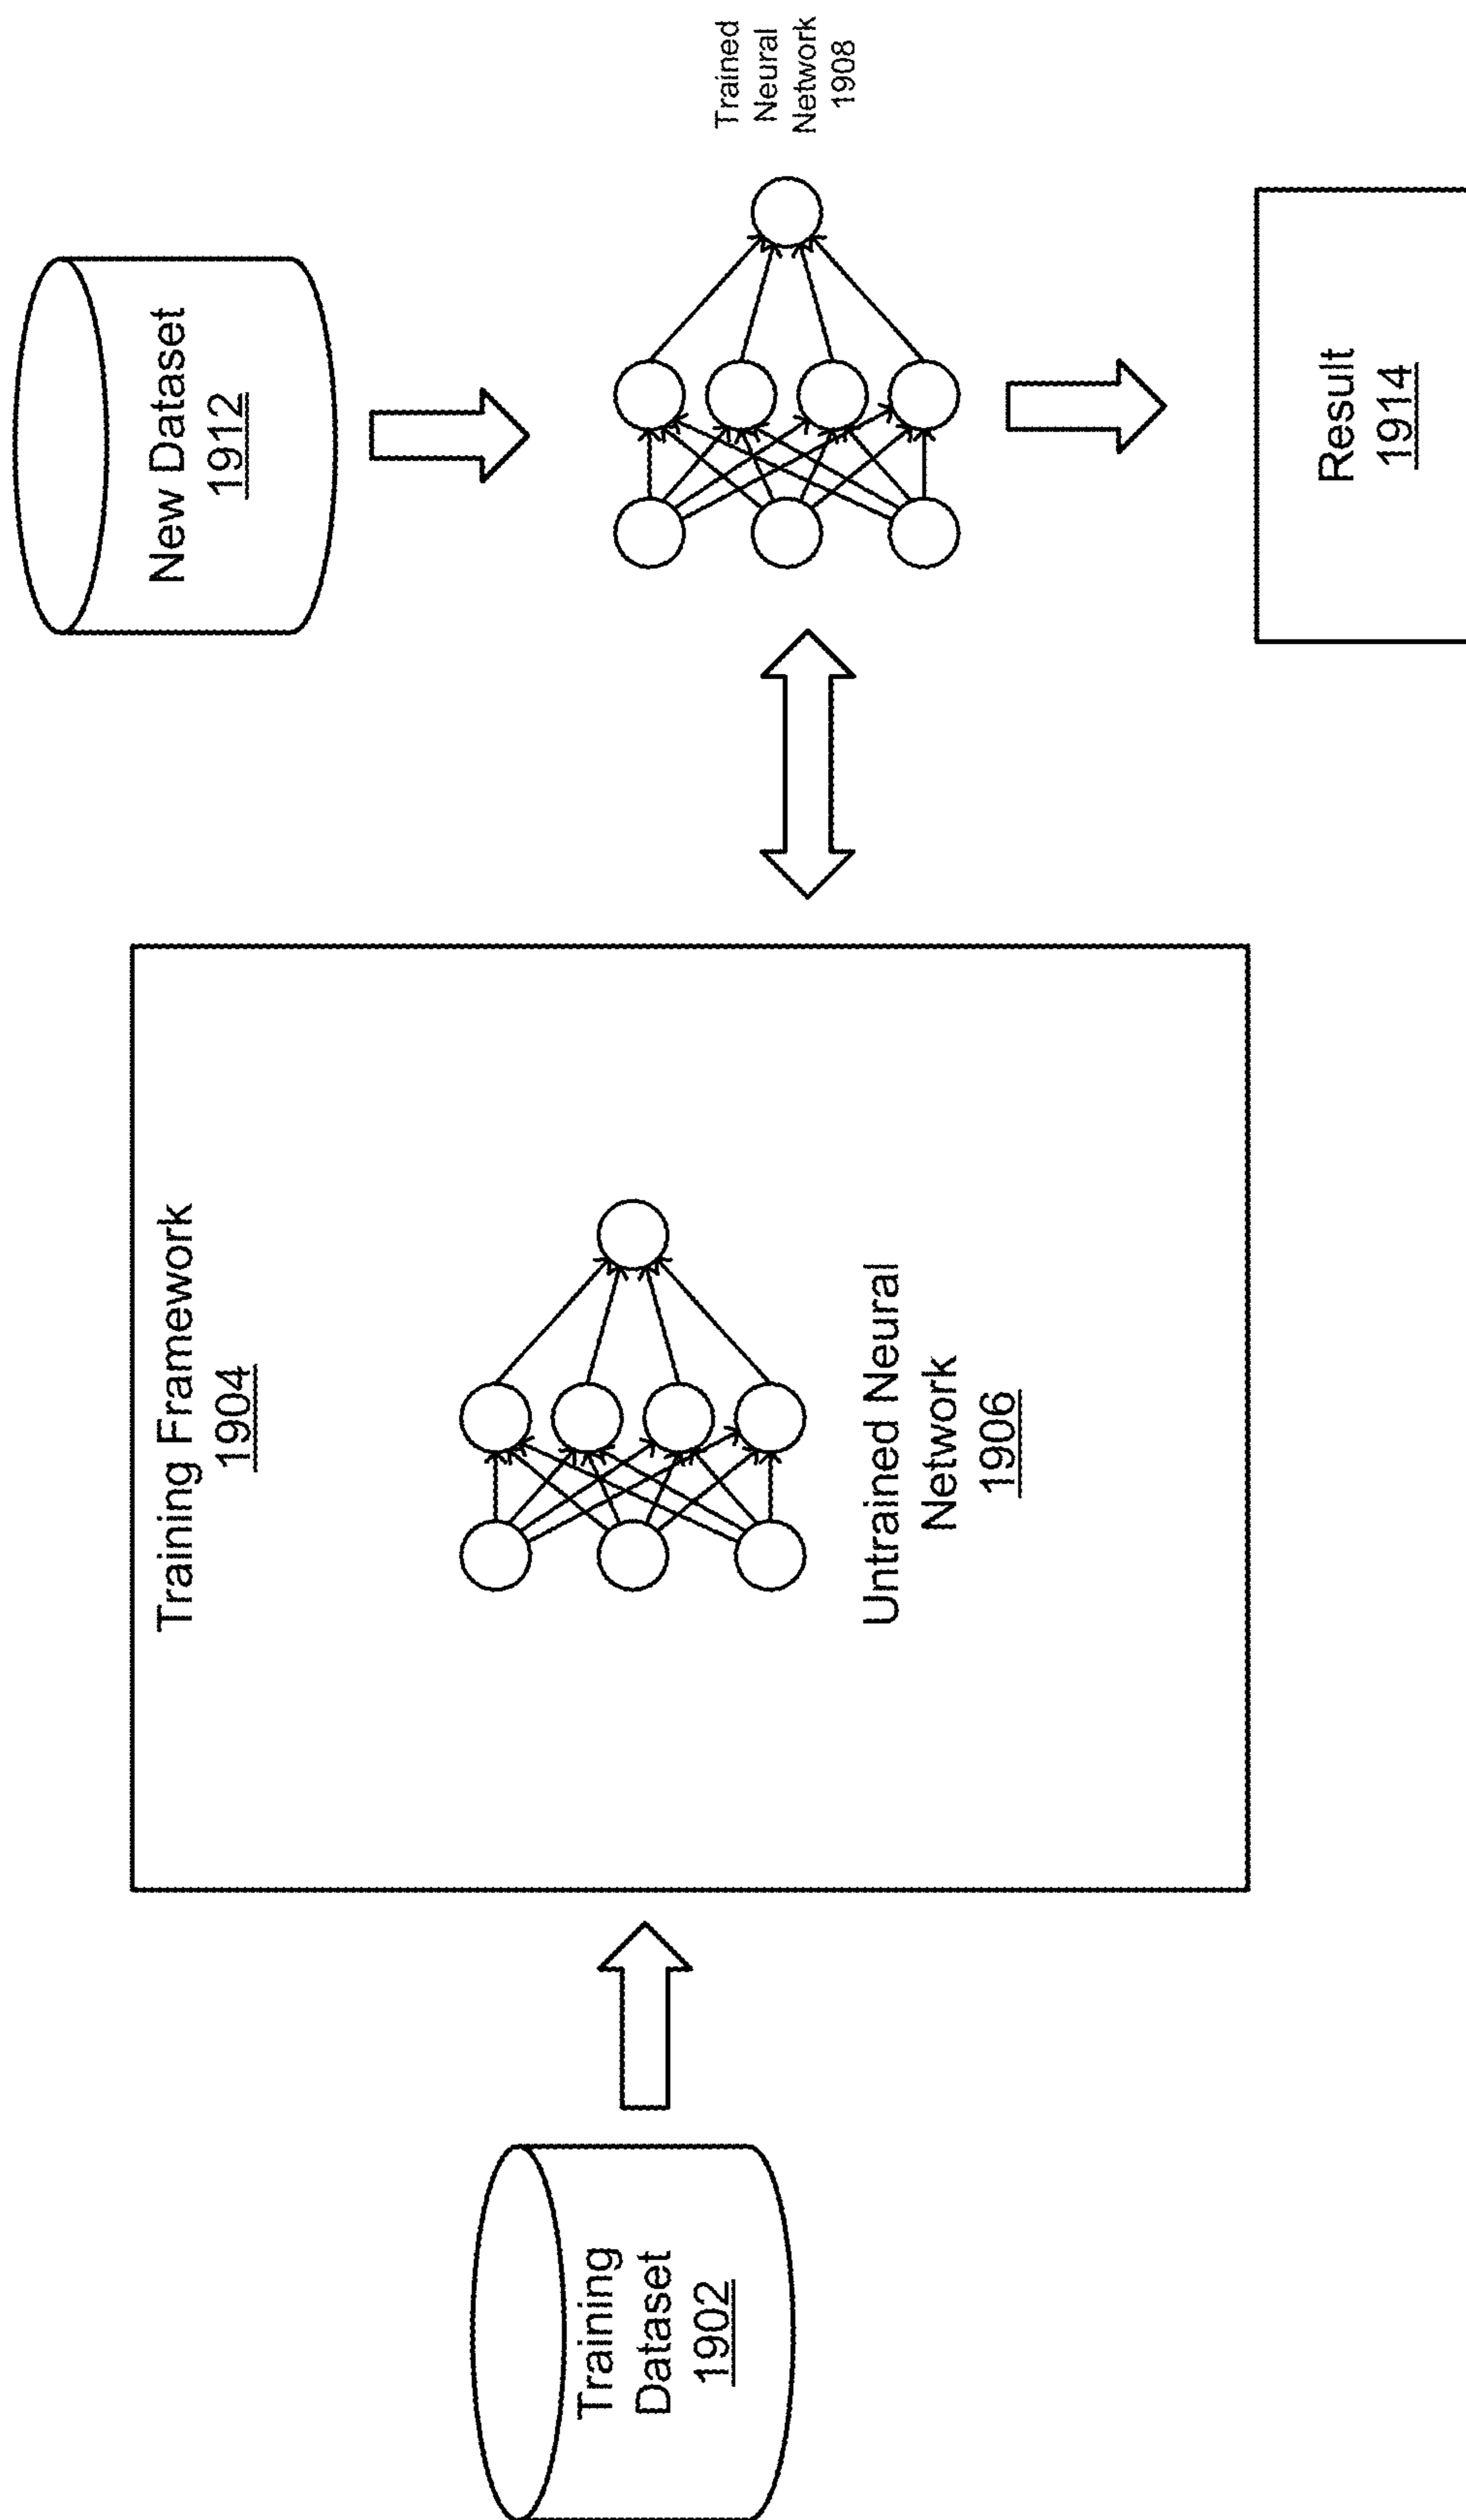 Training
Dataset
1902
Training Framework
1904
Untrained Neural
Network
1906
New Dataset
1912
Trained
Neural
Network
1908
Result
1914